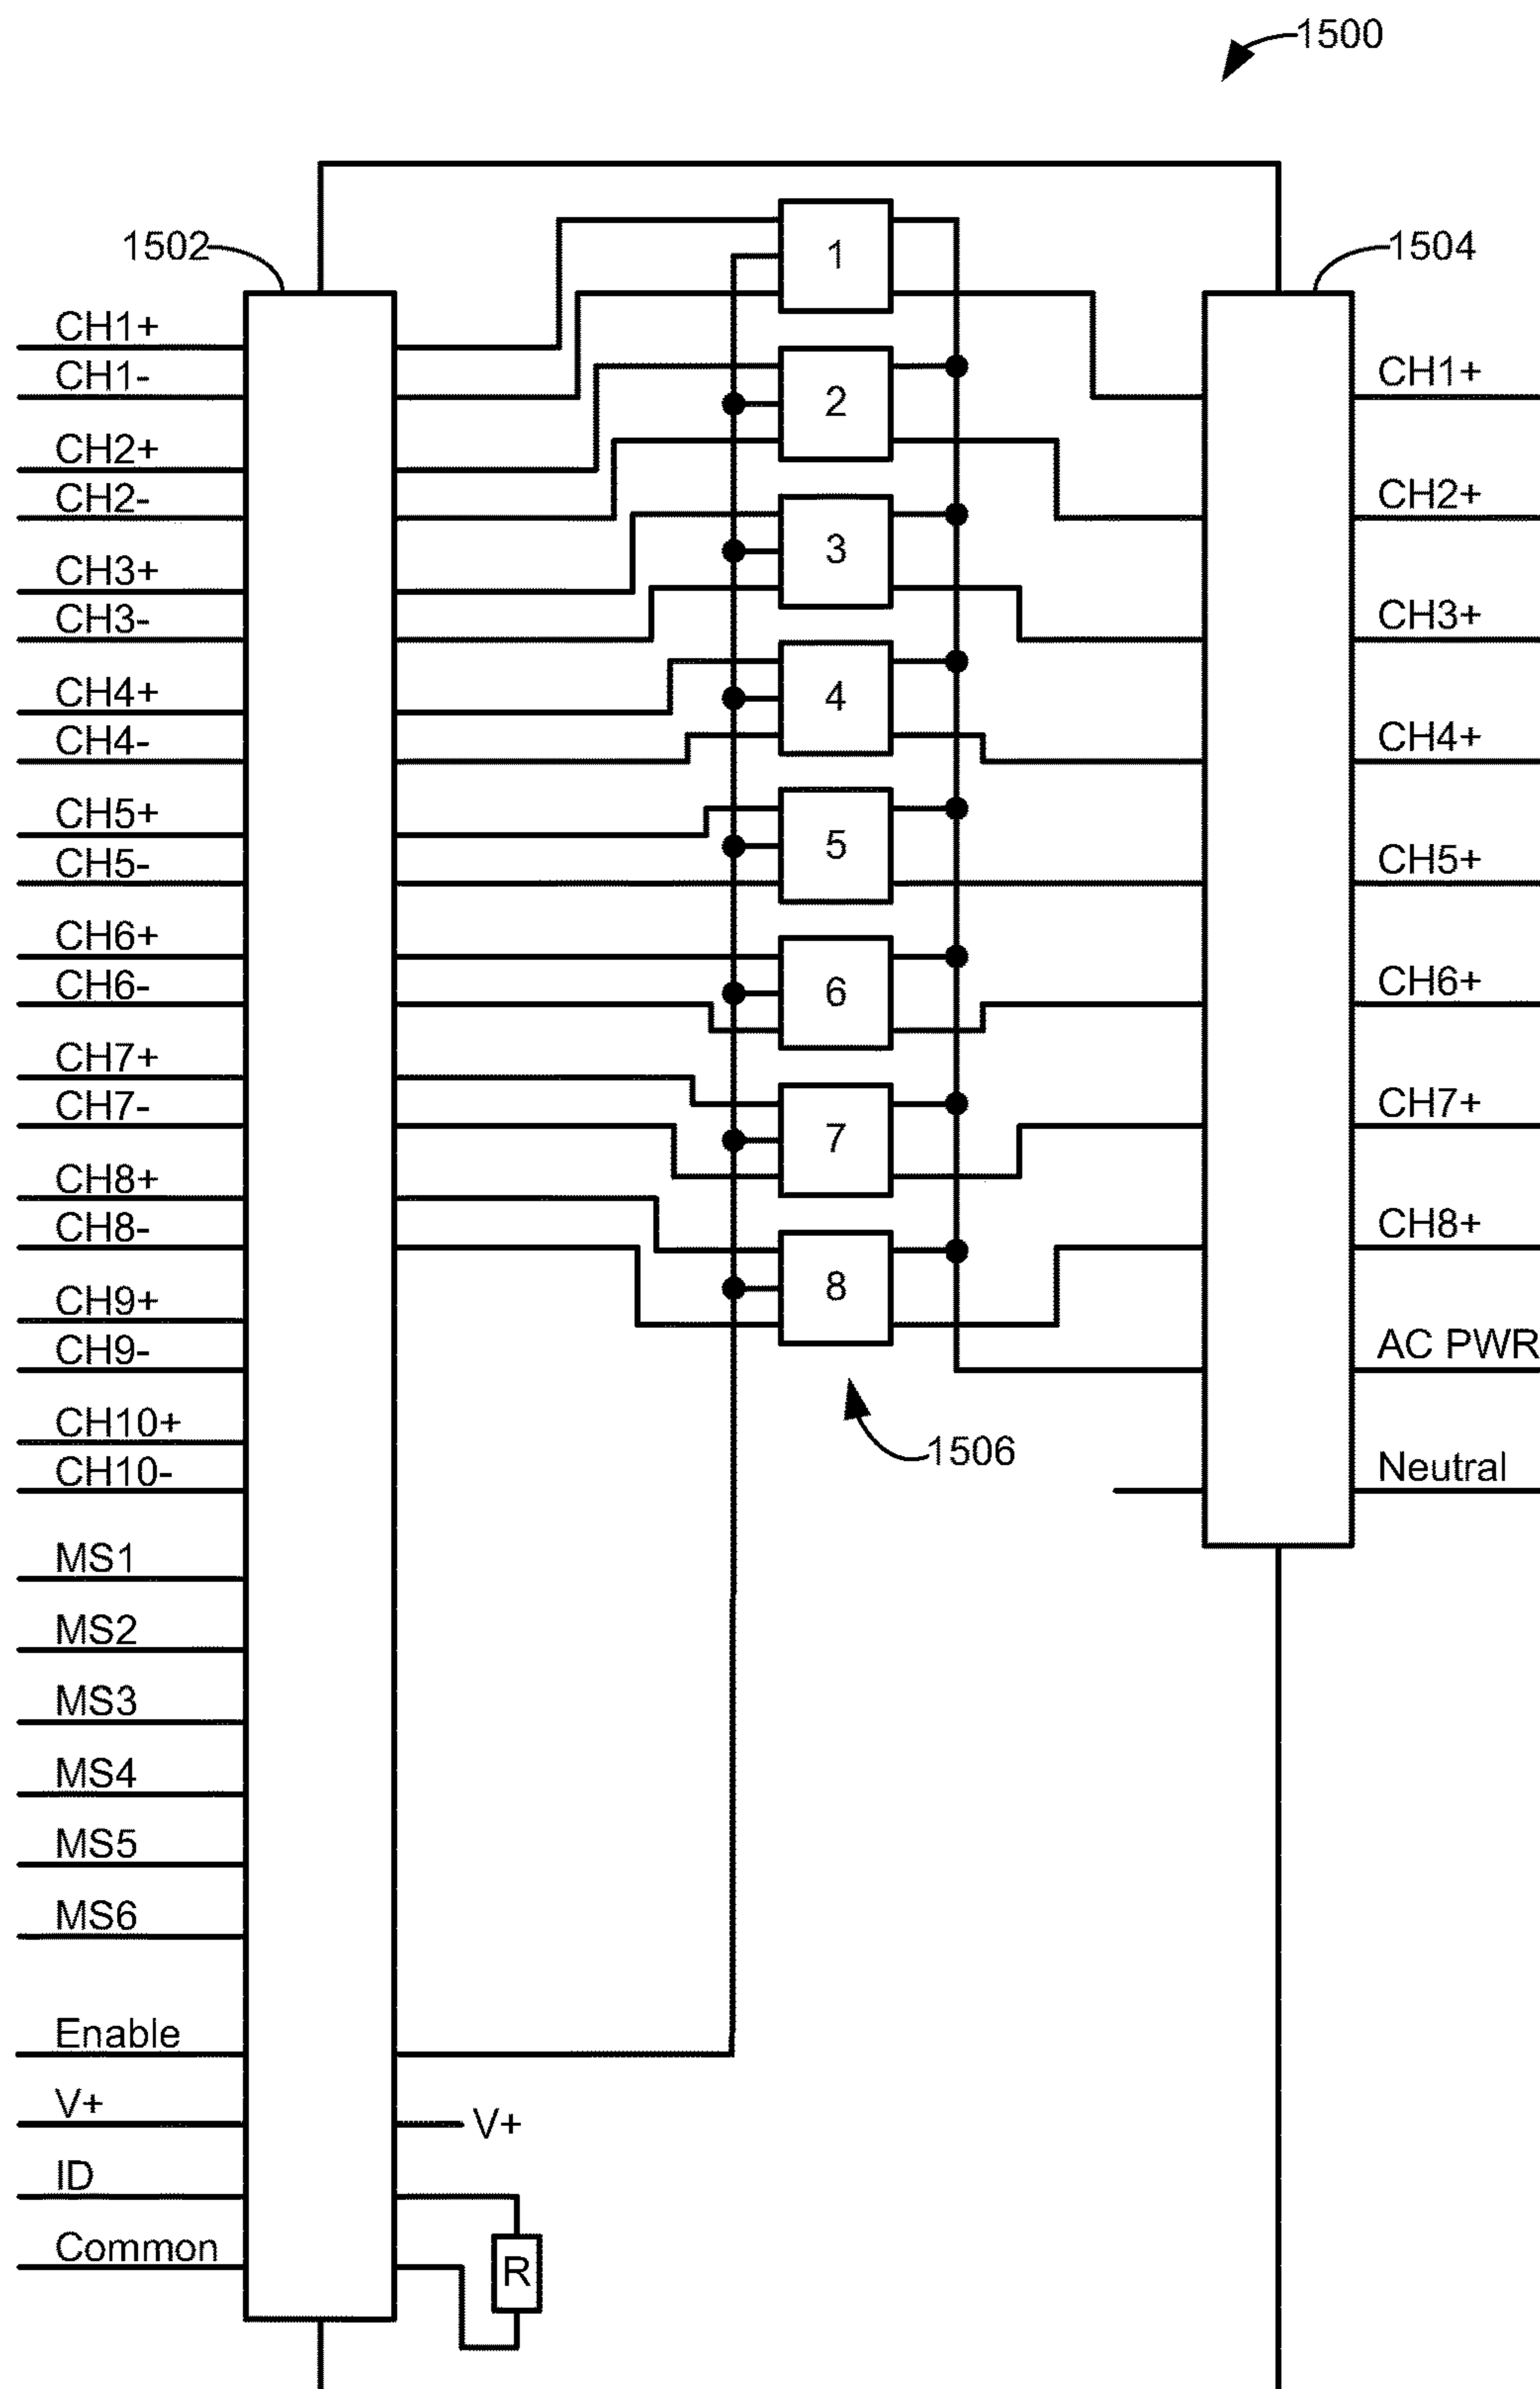 1500
1502
1504
CH1+
CH1-
CH2+
CH2-
CH3+
CH3-
CH4+
CH4-
CH5+
CH5-
CH6+
CH6-
CH7+
CH7-
CH8+
CH8-
CH9+
CH9-
CH10+
CH10-
MS1
MS2
MS3
MS4
MS5
MS6
Enable
V+
ID
Common
V+
R
1
2
3
4
5
6
7
8
1506
CH1+
CH2+
CH3+
CH4+
CH5+
CH6+
CH7+
CH8+
AC PWR
Neutral